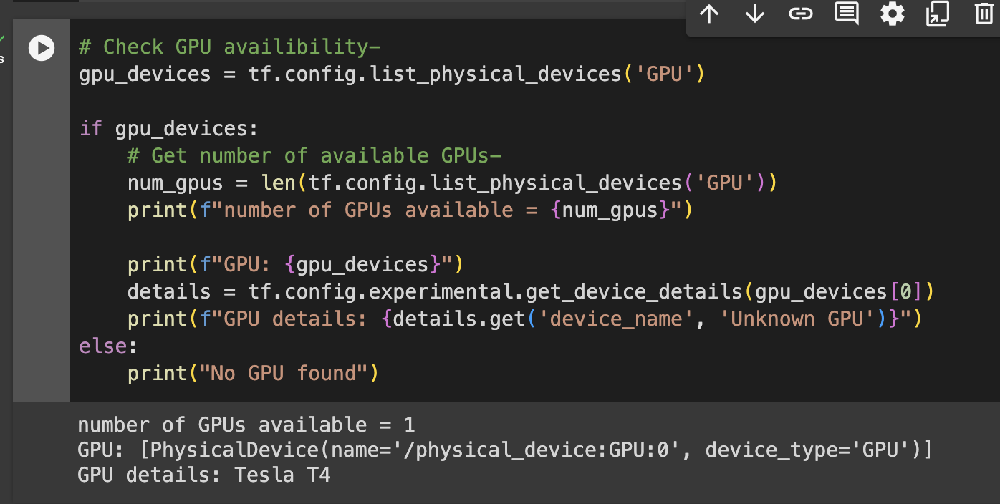 # Check GPU availibility-
gpu_devices = tf.config.list_physical_devices('GPU')
if gpu_devices:
    # Get number of available GPUs-
    num_gpus = len(tf.config.list_physical_devices('GPU'))
    print(f"number of GPUs available = {num_gpus}")
    print(f"GPU: {gpu_devices}")
    details = tf.config.experimental.get_device_details(gpu_devices[0])
    print(f"GPU details: {details.get('device_name', 'Unknown GPU')}")
else:
    print("No GPU found")
number of GPUs available = 1
GPU: [PhysicalDevice(name='/physical_device:GPU:0', device_type='GPU')]
GPU details: Tesla T4